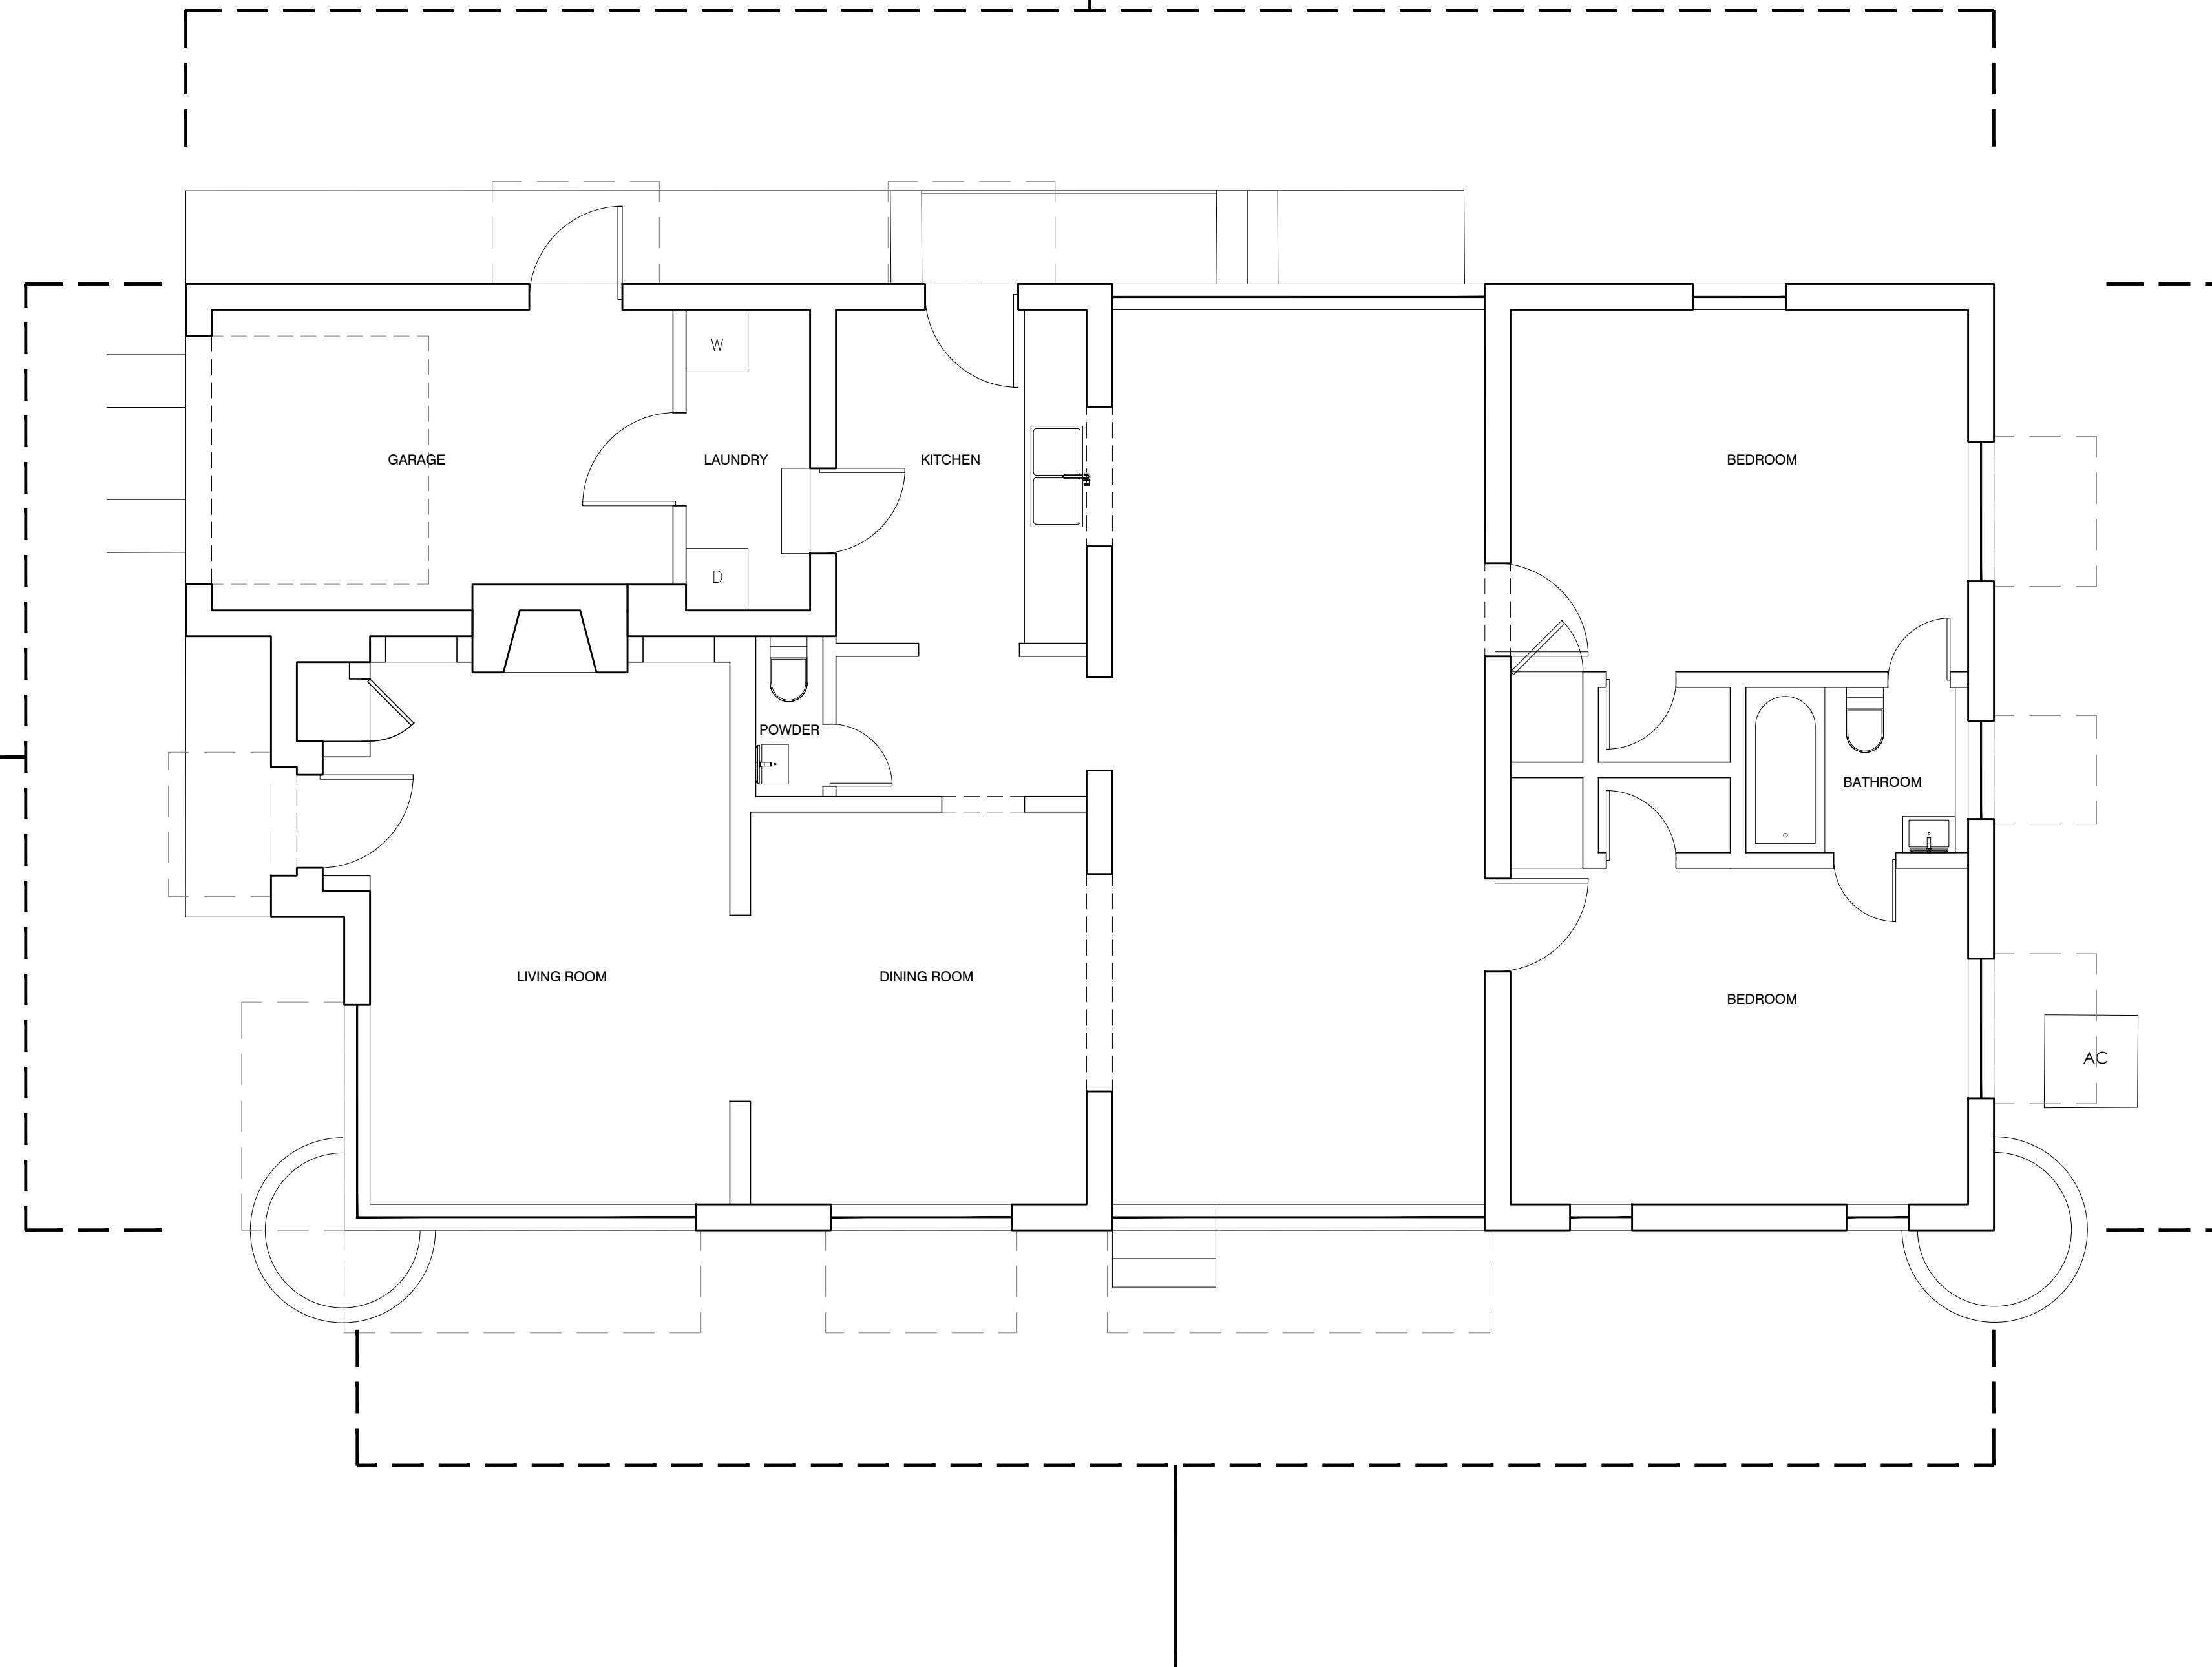 W
GARAGE
LAUNDRY
KITCHEN
BEDROOM
D
POWDER
BATHROOM
LIVING ROOM
DINING ROOM
BEDROOM
AC